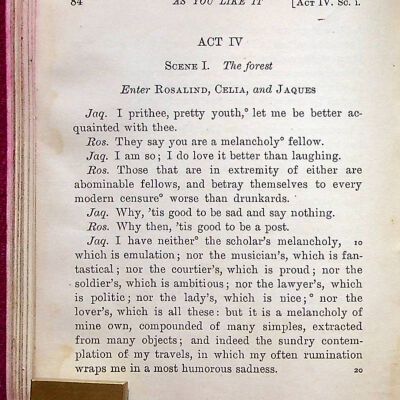 84 AS YOU LIKE IT [ACT IV. SC. I.
ACT IV
SCENE I. The forest
Enter ROSALIND, CELIA, and JAQUES
Jaq. I prithee, pretty youth,° let me be better ac-
quainted with thee.
Ros. They say you are a melancholy° fellow.
Jaq. I am so; I do love it better than laughing.
Ros. Those that are in extremity of either are
abominable fellows, and betray themselves to every
modern censure° worse than drunkards.
Jaq. Why, 'tis good to be sad and say nothing.
Ros. Why then, 'tis good to be a post.
Jaq. I have neither° the scholar's melancholy, 10
which is emulation; nor the musician's, which is fan-
tastical; nor the courtier's, which is proud; nor the
soldier's, which is ambitious; nor the lawyer's, which
is politic; nor the lady's, which is nice;° nor the
lover's, which is all these: but it is a melancholy of
mine own, compounded of many simples, extracted
from many objects; and indeed the sundry contem-
plation of my travels, in which my often rumination
wraps me in a most humorous sadness. 20